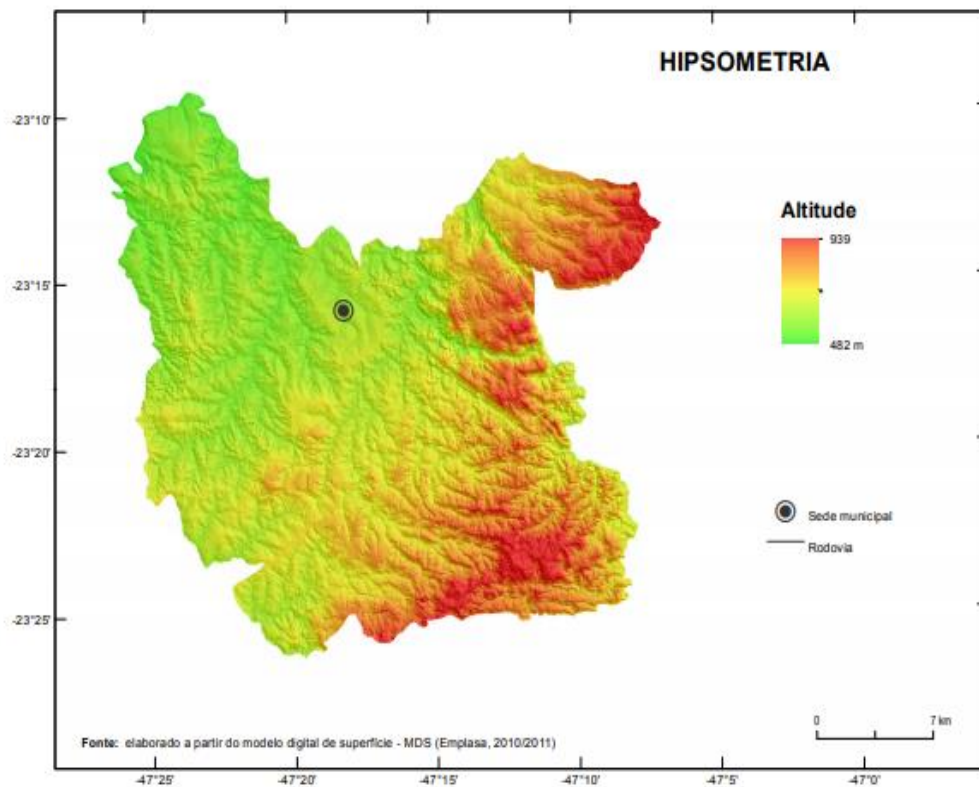 HIPSOMETRIA
-23°10'
-23°15'
-23°20'
-23°25'
Altitude
939
482 m
Sede municipal
Rodovia
0 7 km
Fonte: elaborado a partir do modelo digital de superfície - MDS (Emplasa, 2010/2011)
-47°25' -47°20' -47°15' -47°10' -47°5' -47°0'